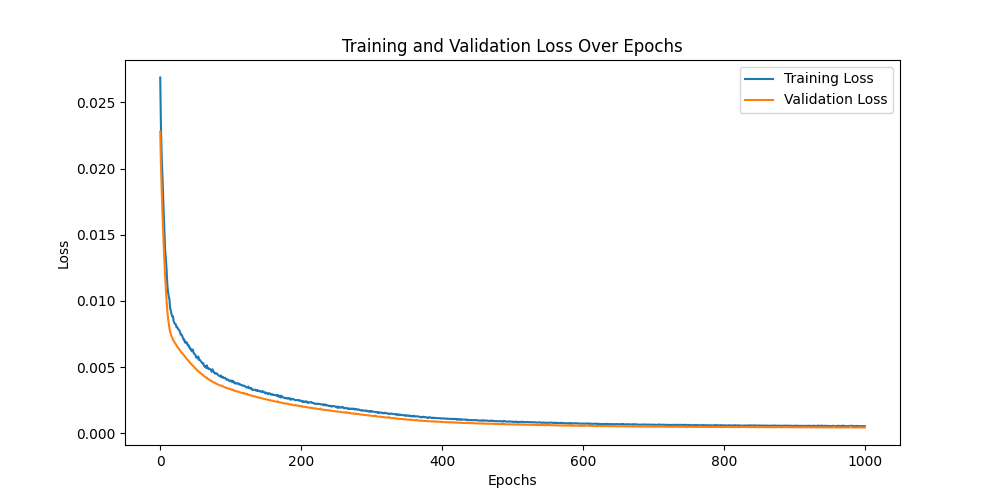 Training and Validation Loss Over Epochs
Training Loss
Validation Loss
0.025
0.020
0.015
0.010
0.005
0.000
Loss
0 200 400 600 800 1000
Epochs